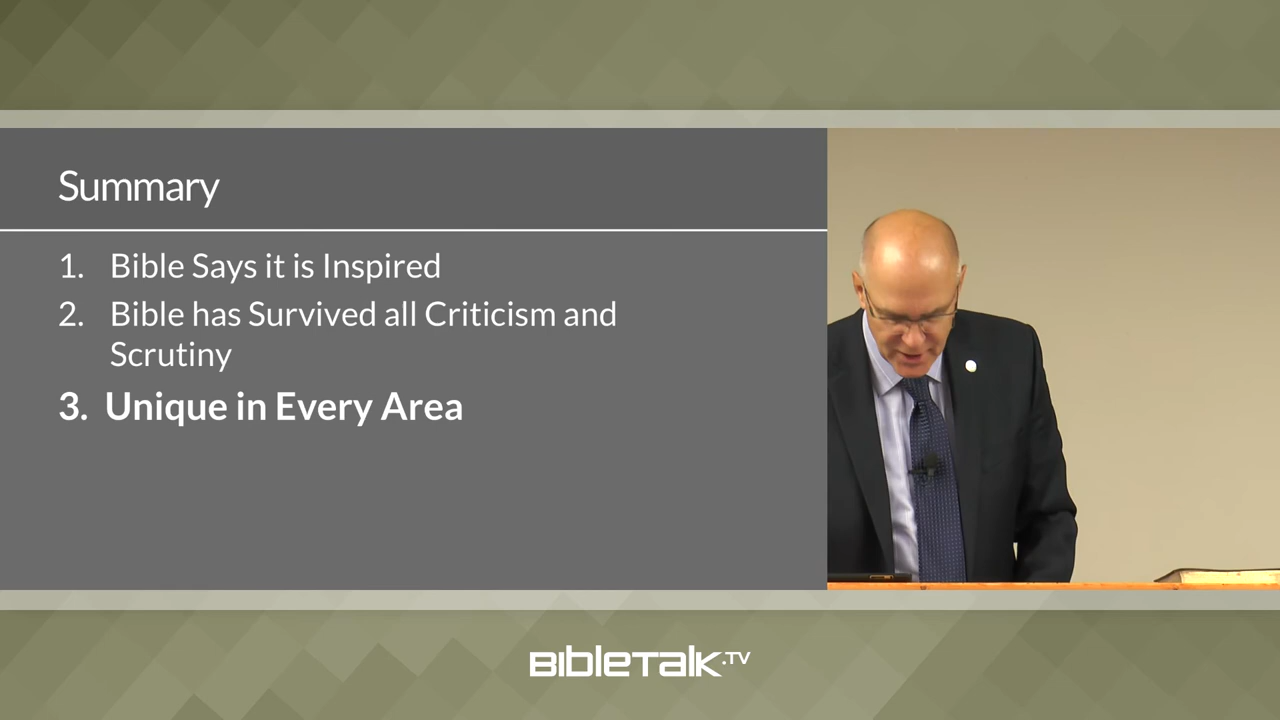 Summary
1. Bible Says it is Inspired
2. Bible has Survived all Criticism and
Scrutiny
3. Unique in Every Area
BibleTalk.TV